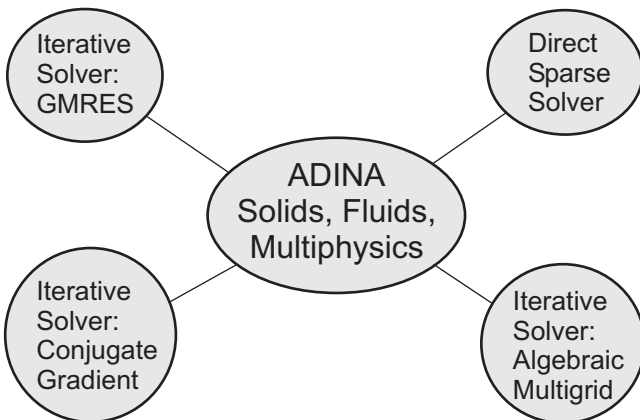 Iterative
Solver:
GMRES
Direct
Sparse
Solver
ADINA
Solids, Fluids,
Multiphysics
Iterative
Solver:
Conjugate
Gradient
Iterative
Solver:
Algebraic
Multigrid